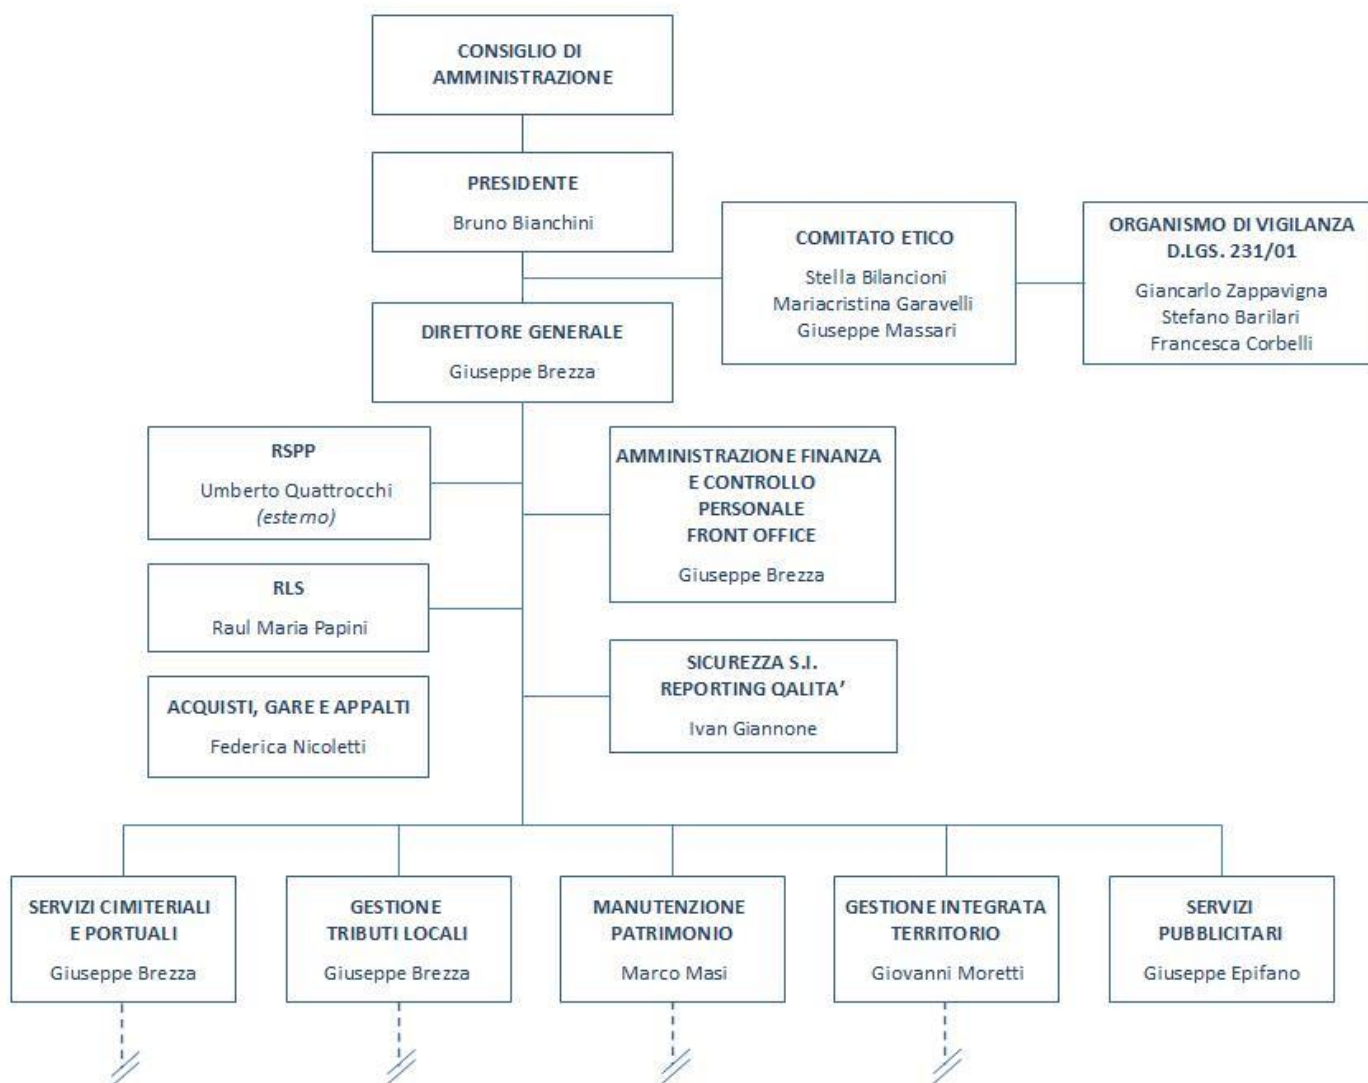 CONSIGLIO DI
AMMINISTRAZIONE
PRESIDENTE
Bruno Bianchini
COMITATO ETICO
Stella Bilancioni
Mariacristina Garavelli
Giuseppe Massari
ORGANISMO DI VIGILANZA
D.LGS. 231/01
Giancarlo Zappavigna
Stefano Barilari
Francesca Corbelli
DIRETTORE GENERALE
Giuseppe Brezza
RSPP
Umberto Quattrocchi
(esterno)
AMMINISTRAZIONE FINANZA
E CONTROLLO
PERSONALE
FRONT OFFICE
Giuseppe Brezza
RLS
Raul Maria Papini
SICUREZZA S.I.
REPORTING QALITA’
Ivan Giannone
ACQUISTI, GARE E APPALTI
Federica Nicoletti
SERVIZI CIMITERIALI
E PORTUALI
Giuseppe Brezza
GESTIONE
TRIBUTI LOCALI
Giuseppe Brezza
MANUTENZIONE
PATRIMONIO
Marco Masi
GESTIONE INTEGRATA
TERRITORIO
Giovanni Moretti
SERVIZI
PUBBLICITARI
Giuseppe Epifano